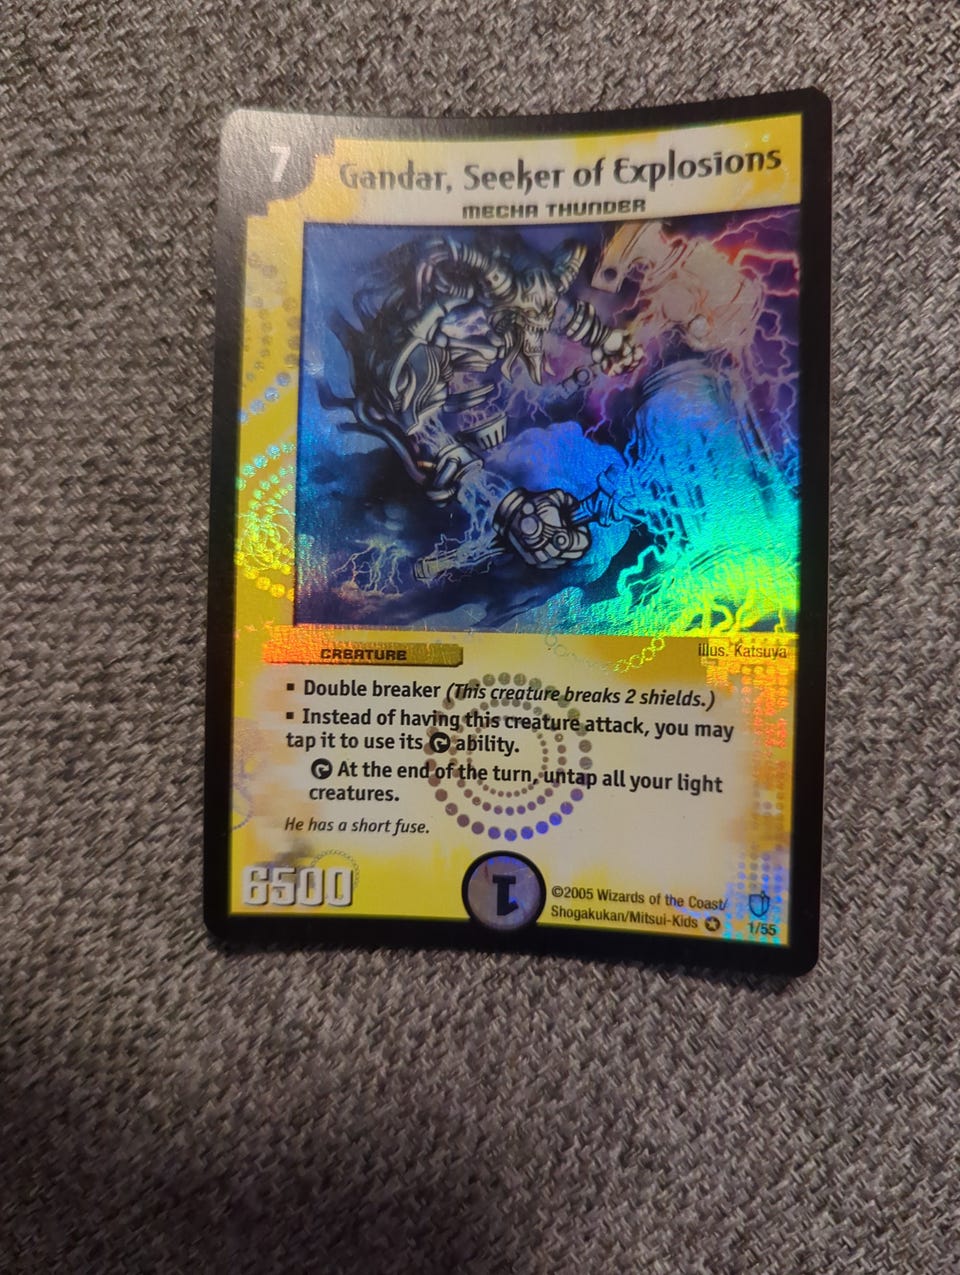 7
Gandar, Seeker of Explosions
MECHA THUNDER
CREATURE
illus. Katsuya
▪ Double breaker (This creature breaks 2 shields.)
▪ Instead of having this creature attack, you may
tap it to use its ability.
At the end of the turn, untap all your light
creatures.
He has a short fuse.
6500
1
©2005 Wizards of the Coast/
Shogakukan/Mitsui-Kids
1/55